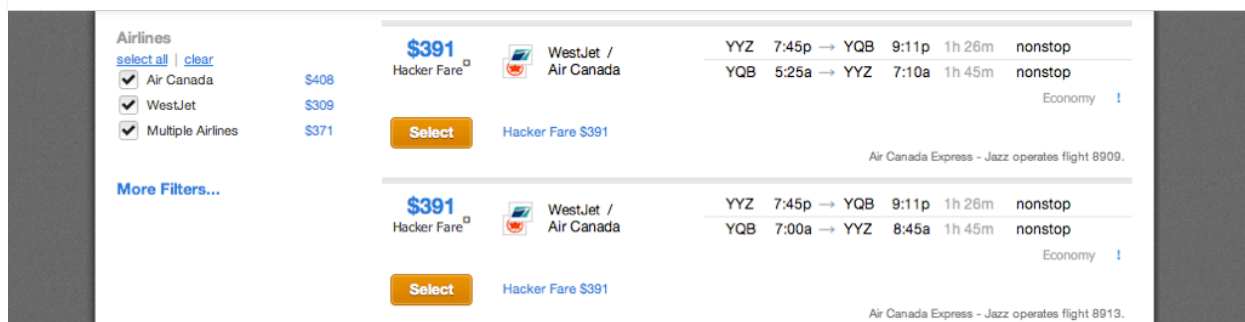 Airlines
select all | clear
Air Canada $408
WestJet $309
Multiple Airlines $371
More Filters...
$391
Hacker Fare
WestJet /
Air Canada
YYZ 7:45p → YQB 9:11p 1h 26m nonstop
YQB 5:25a → YYZ 7:10a 1h 45m nonstop
Economy !
Select
Hacker Fare $391
Air Canada Express - Jazz operates flight 8909.
$391
Hacker Fare
WestJet /
Air Canada
YYZ 7:45p → YQB 9:11p 1h 26m nonstop
YQB 7:00a → YYZ 8:45a 1h 45m nonstop
Economy !
Select
Hacker Fare $391
Air Canada Express - Jazz operates flight 8913.